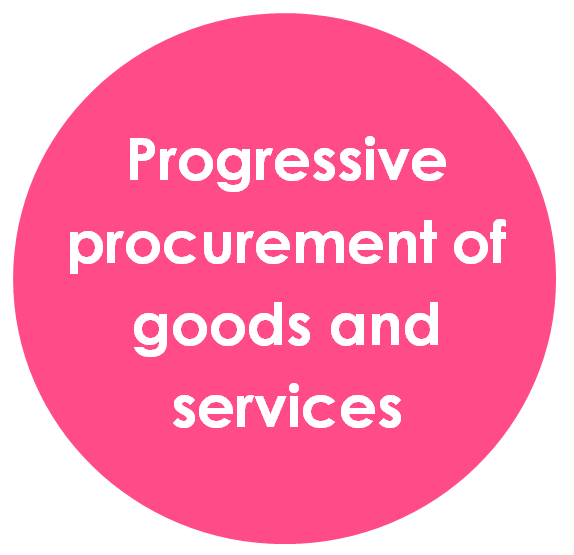 Progressive
procurement of
goods and
services